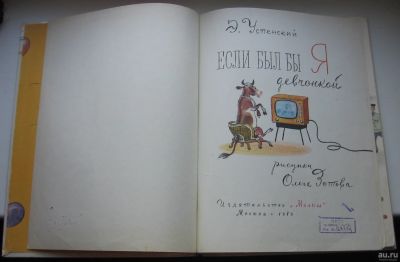 Э. Успенский
ЕСЛИ БЫЛ БЫ Я
девчонкой
рисунки
Олега Зотова
Издательство „Малыш"
Москва •
au.ru